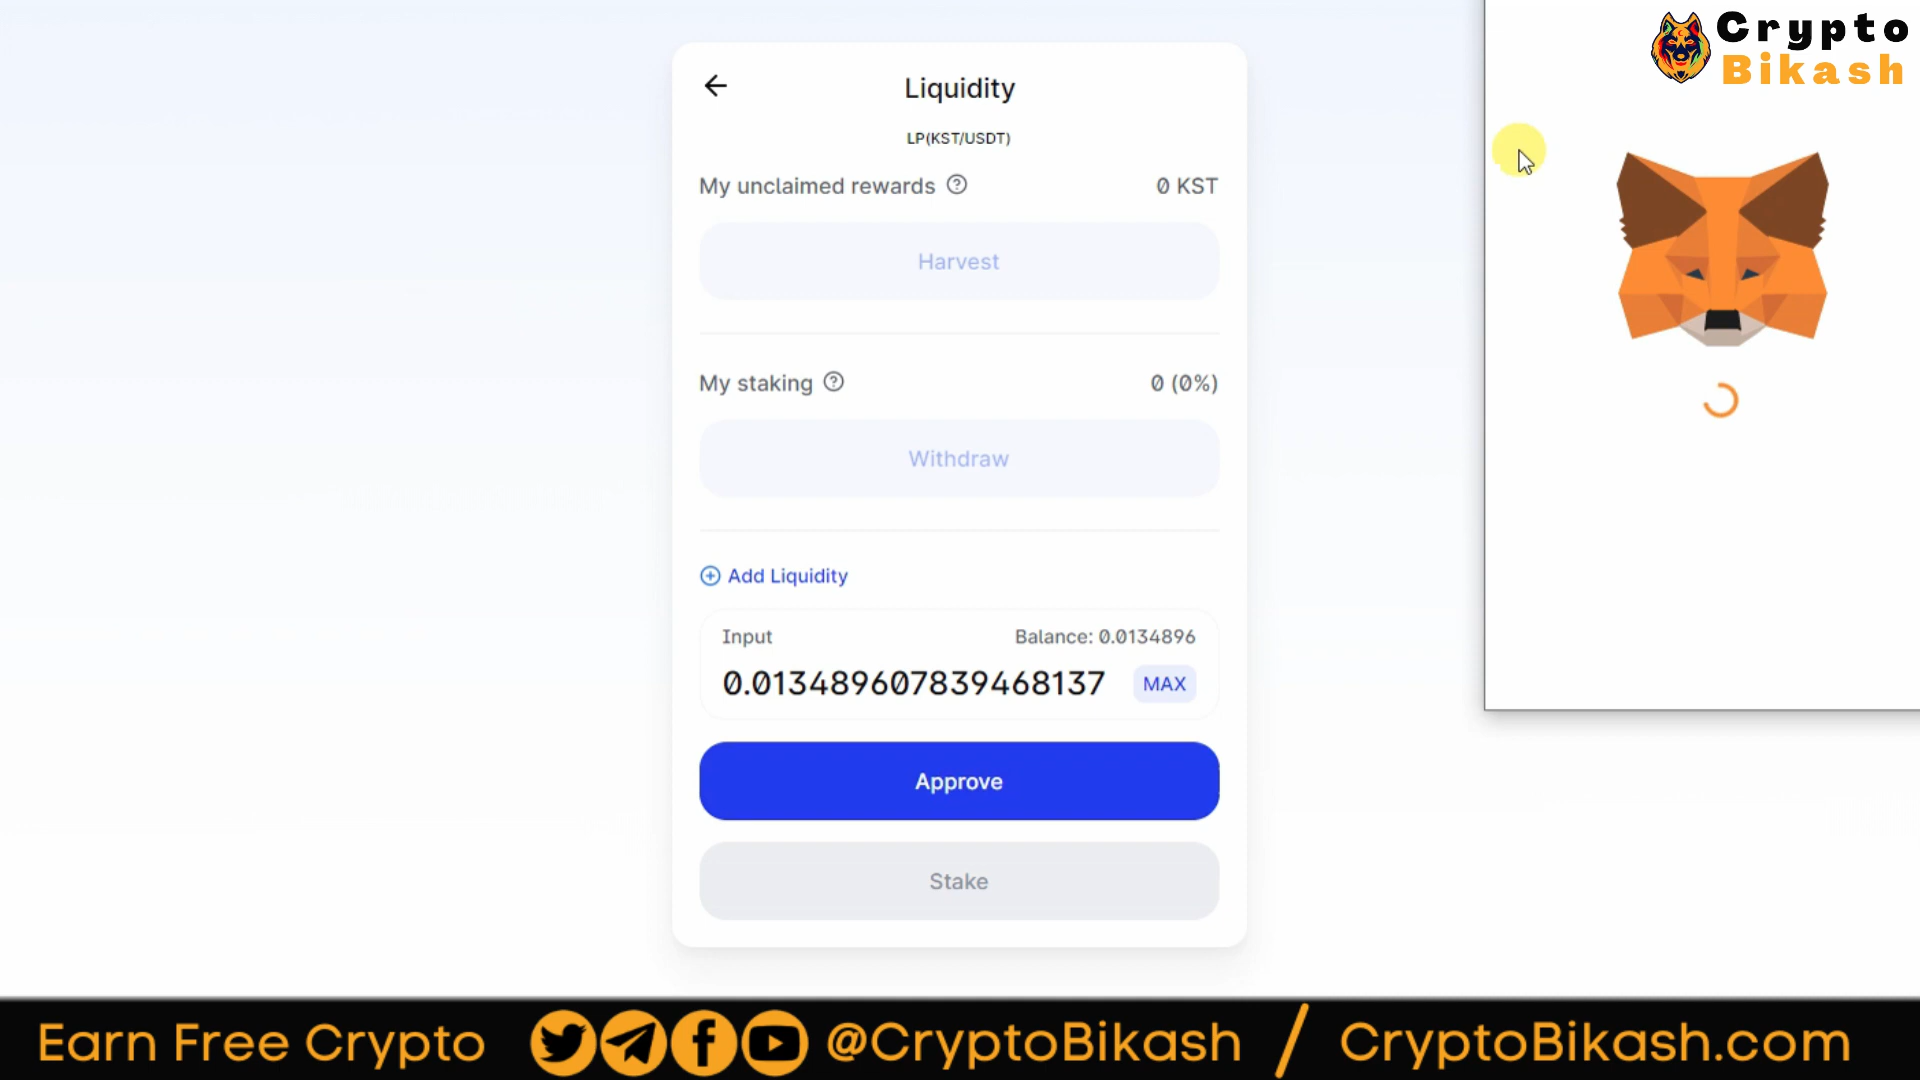 Crypto
Bikash
Liquidity
LP(KST/USDT)
My unclaimed rewards ? 0 KST
Harvest
My staking ? 0 (0%)
Withdraw
Add Liquidity
Input Balance: 0.0134896
0.013489607839468137 MAX
Approve
Stake
Earn Free Crypto @CryptoBikash / CryptoBikash.com